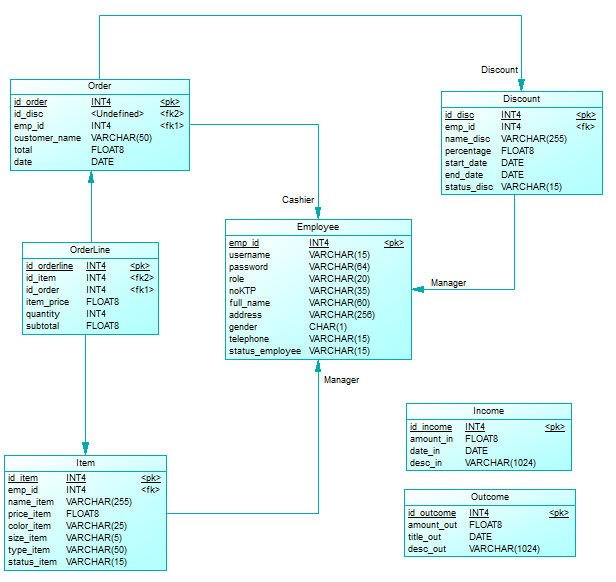 Discount
Order
id_order INT4 <pk>
id_disc <Undefined> <fk2>
emp_id INT4 <fk1>
customer_name VARCHAR(50)
total FLOAT8
date DATE
Discount
id_disc INT4 <pk>
emp_id INT4 <fk>
name_disc VARCHAR(255)
percentage FLOAT8
start_date DATE
end_date DATE
status_disc VARCHAR(15)
Cashier
Employee
emp_id INT4 <pk>
username VARCHAR(15)
password VARCHAR(64)
role VARCHAR(20)
noKTP VARCHAR(35)
full_name VARCHAR(60)
address VARCHAR(256)
gender CHAR(1)
telephone VARCHAR(15)
status_employee VARCHAR(15)
Manager
OrderLine
id_orderline INT4 <pk>
id_item INT4 <fk2>
id_order INT4 <fk1>
item_price FLOAT8
quantity INT4
subtotal FLOAT8
Manager
Item
id_item INT4 <pk>
emp_id INT4 <fk>
name_item VARCHAR(255)
price_item FLOAT8
color_item VARCHAR(25)
size_item VARCHAR(5)
type_item VARCHAR(50)
status_item VARCHAR(15)
Income
id_income INT4 <pk>
amount_in FLOAT8
date_in DATE
desc_in VARCHAR(1024)
Outcome
id_outcome INT4 <pk>
amount_out FLOAT8
title_out DATE
desc_out VARCHAR(1024)